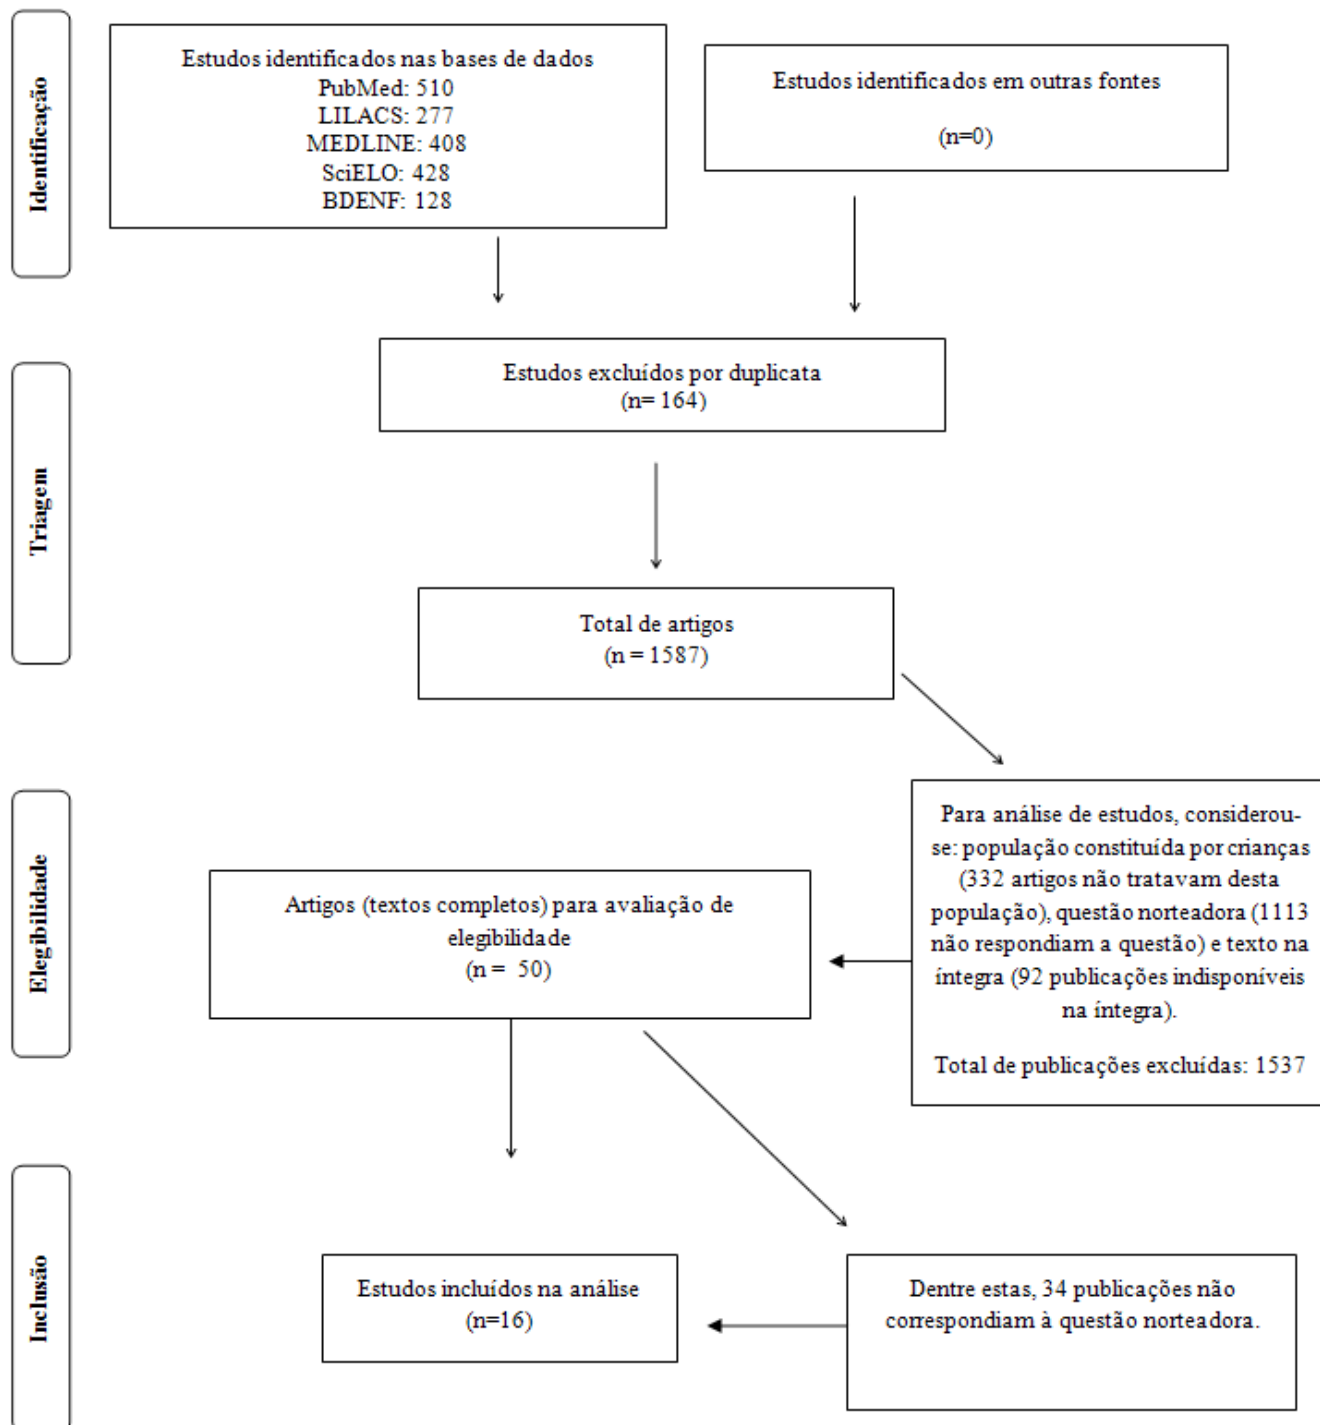 Identificação
Estudos identificados nas bases de dados
PubMed: 510
LILACS: 277
MEDLINE: 408
SciELO: 428
BDENF: 128
Estudos identificados em outras fontes
(n=0)
Triagem
Estudos excluídos por duplicata
(n= 164)
Total de artigos
(n = 1587)
Elegibilidade
Artigos (textos completos) para avaliação de
elegibilidade
(n = 50)
Para análise de estudos, considerou-
se: população constituída por crianças
(332 artigos não tratavam desta
população), questão norteadora (1113
não respondiam a questão) e texto na
íntegra (92 publicações indisponíveis
na íntegra).
Total de publicações excluídas: 1537
Inclusão
Estudos incluídos na análise
(n=16)
Dentre estas, 34 publicações não
correspondiam à questão norteadora.